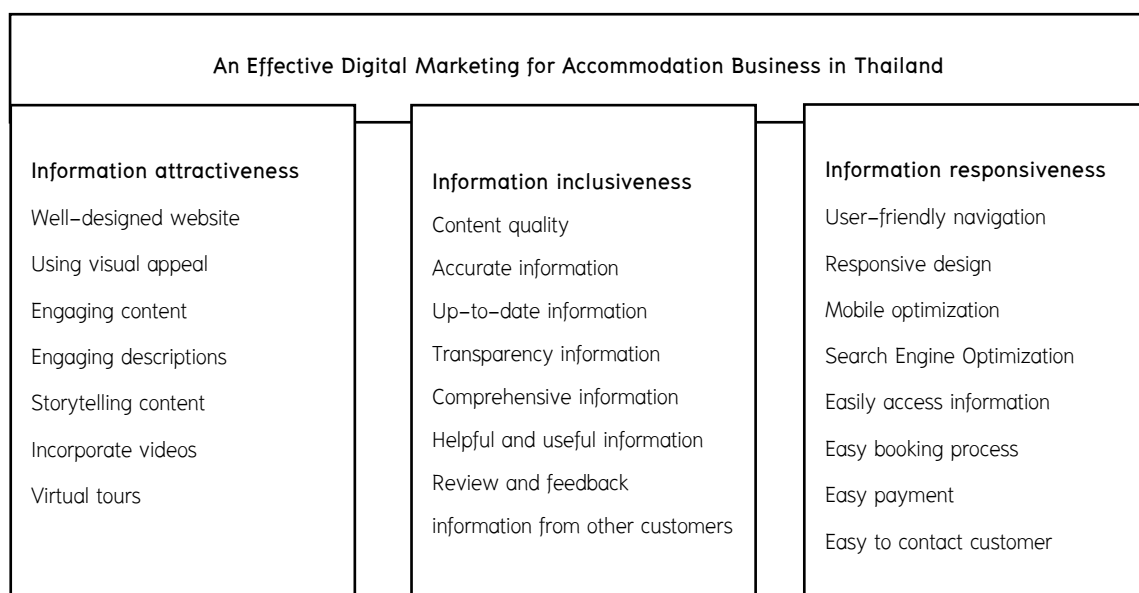 An Effective Digital Marketing for Accommodation Business in Thailand
Information attractiveness
Well-designed website
Using visual appeal
Engaging content
Engaging descriptions
Storytelling content
Incorporate videos
Virtual tours
Information inclusiveness
Content quality
Accurate information
Up-to-date information
Transparency information
Comprehensive information
Helpful and useful information
Review and feedback
information from other customers
Information responsiveness
User-friendly navigation
Responsive design
Mobile optimization
Search Engine Optimization
Easily access information
Easy booking process
Easy payment
Easy to contact customer